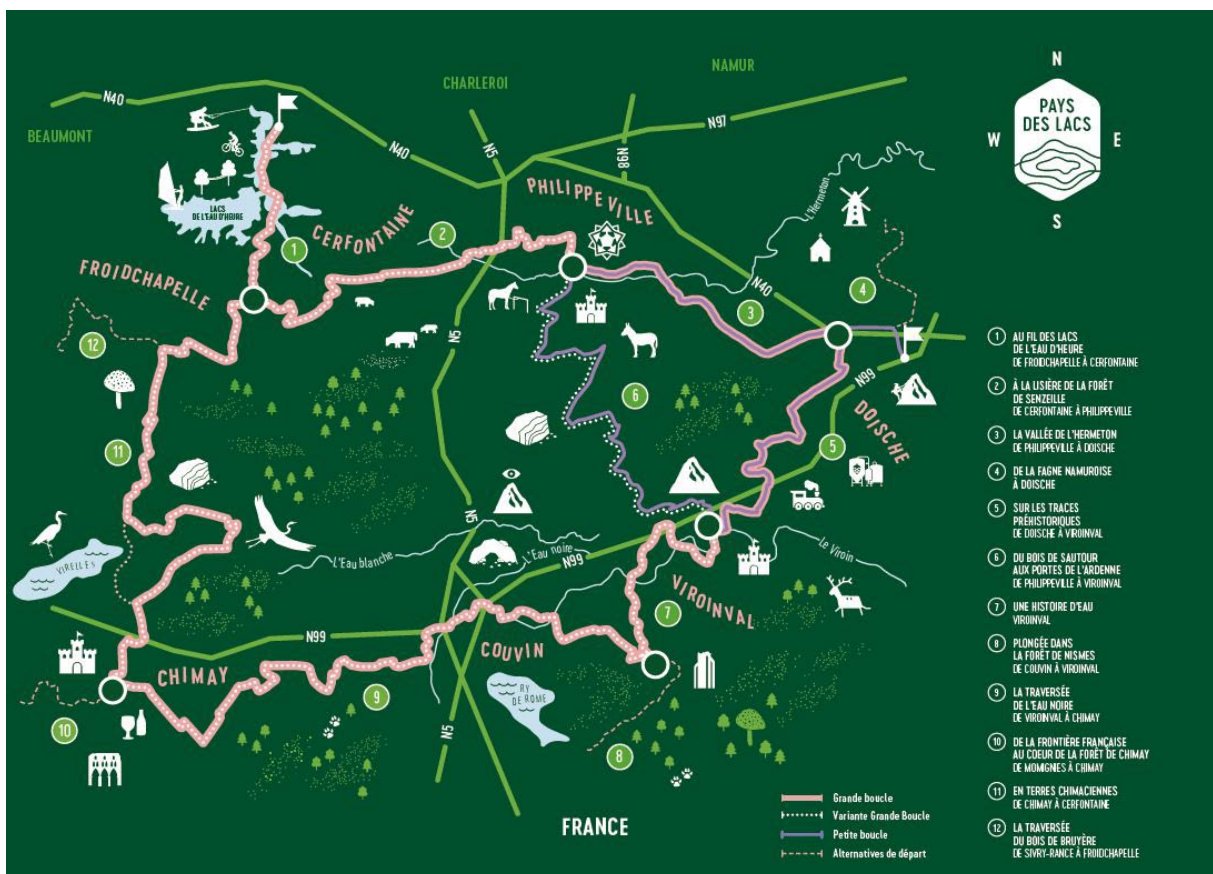 N40
BEAUMONT
CHARLEROI
NAMUR
N5
N97
N98
N40
PHILIPPEVILLE
L'Hermeton
LACS
DE L'EAU D'HEURE
CERFONTAINE
FROIDCHAPELLE
1
2
3
N40
4
12
N5
6
N99
DOISCHE
5
11
VIRELLES
L'Eau blanche
N5
L'Eau noire
N99
Le Viroin
VIROINVAL
7
N99
COUVIN
CHIMAY
9
RY
DE ROME
N5
10
8
FRANCE
N
W
PAYS
DES LACS
E
S
1 AU FIL DES LACS
DE L'EAU D'HEURE
DE FROIDCHAPELLE À CERFONTAINE
2 À LA LISIÈRE DE LA FORÊT
DE SENZEILLE
DE CERFONTAINE À PHILIPPEVILLE
3 LA VALLÉE DE L'HERMETON
DE PHILIPPEVILLE À DOISCHE
4 DE LA FAGNE NAMUROISE
À DOISCHE
5 SUR LES TRACES
PRÉHISTORIQUES
DE DOISCHE À VIROINVAL
6 DU BOIS DE SAUTOUR
AUX PORTES DE L'ARDENNE
DE PHILIPPEVILLE À VIROINVAL
7 UNE HISTOIRE D'EAU
VIROINVAL
8 PLONGÉE DANS
LA FORÊT DE NISMES
DE COUVIN À VIROINVAL
9 LA TRAVERSÉE
DE L'EAU NOIRE
DE VIROINVAL À CHIMAY
10 DE LA FRONTIÈRE FRANÇAISE
AU COEUR DE LA FORÊT DE CHIMAY
DE MOMIGNIES À CHIMAY
11 EN TERRES CHIMACIENNES
DE CHIMAY À CERFONTAINE
12 LA TRAVERSÉE
DU BOIS DE BRUYÈRE
DE SIVRY-RANCE À FROIDCHAPELLE
Grande boucle
Variante Grande Boucle
Petite boucle
Alternatives de départ